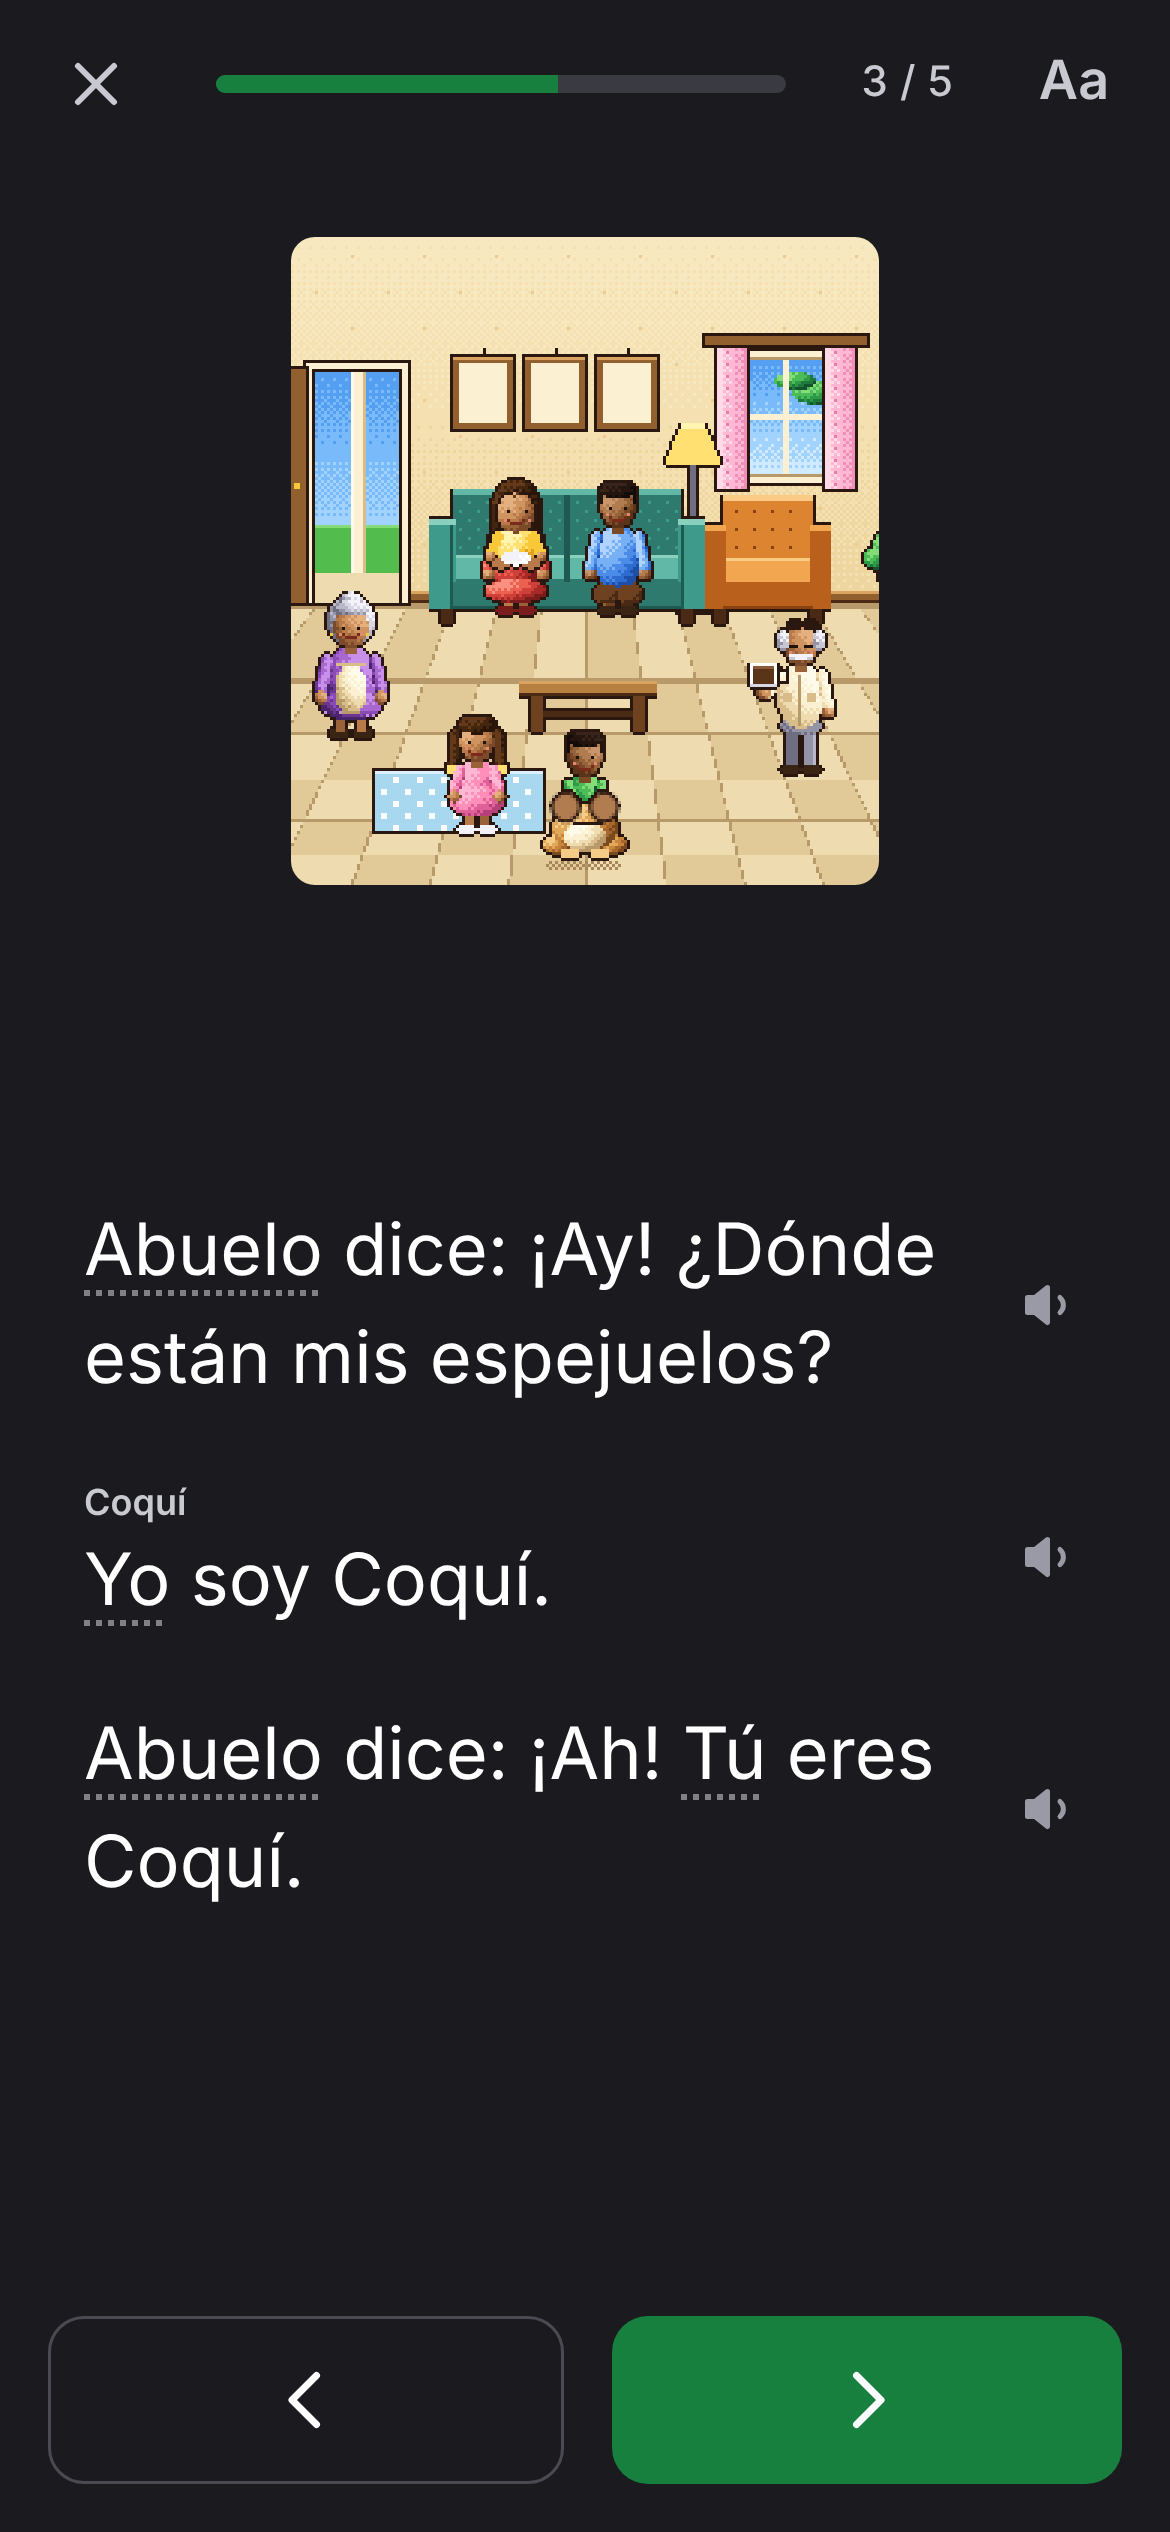 3 / 5
Aa
Abuelo dice: ¡Ay! ¿Dónde
están mis espejuelos?
Coquí
Yo soy Coquí.
Abuelo dice: ¡Ah! Tú eres
Coquí.